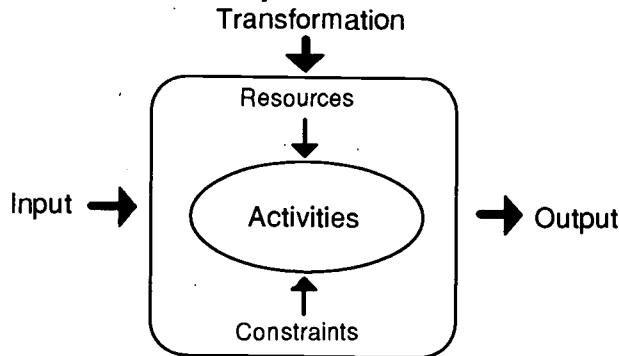 Transformation
Resources
Input
Activities
Output
Constraints